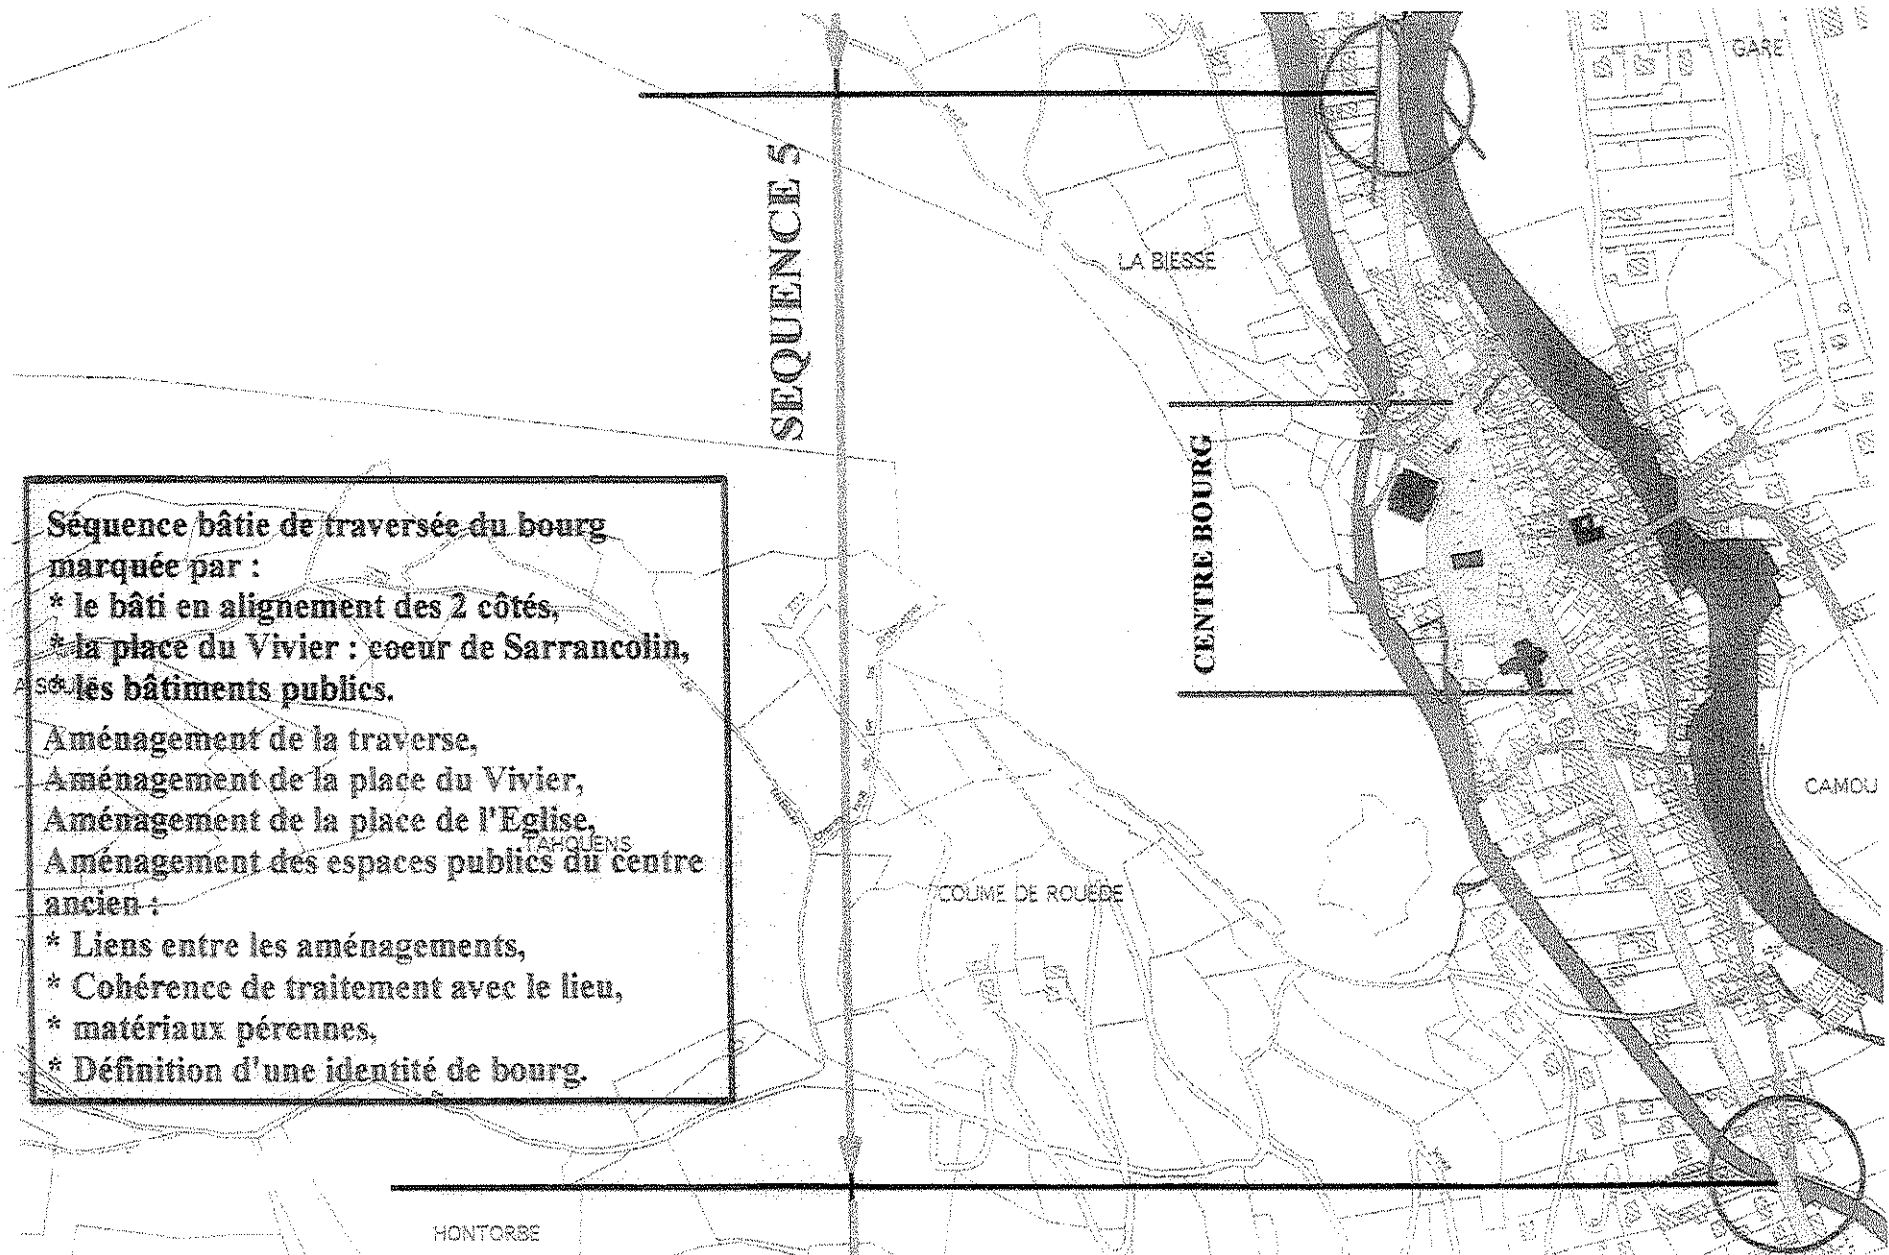 GARE
SEQUENCE 5
LA BIESSE
CENTRE BOURG
Séquence bâtie de traversée du bourg
marquée par :
* le bâti en alignement des 2 côtés,
* la place du Vivier : coeur de Sarrancolin,
* les bâtiments publics.
Aménagement de la traverse,
Aménagement de la place du Vivier,
Aménagement de la place de l'Eglise,
TAHQUENS
Aménagement des espaces publics du centre
ancien :
* Liens entre les aménagements,
* Cohérence de traitement avec le lieu,
* matériaux pérennes,
* Définition d'une identité de bourg.
CAMOU
COUME DE ROUEDE
HONTORBE